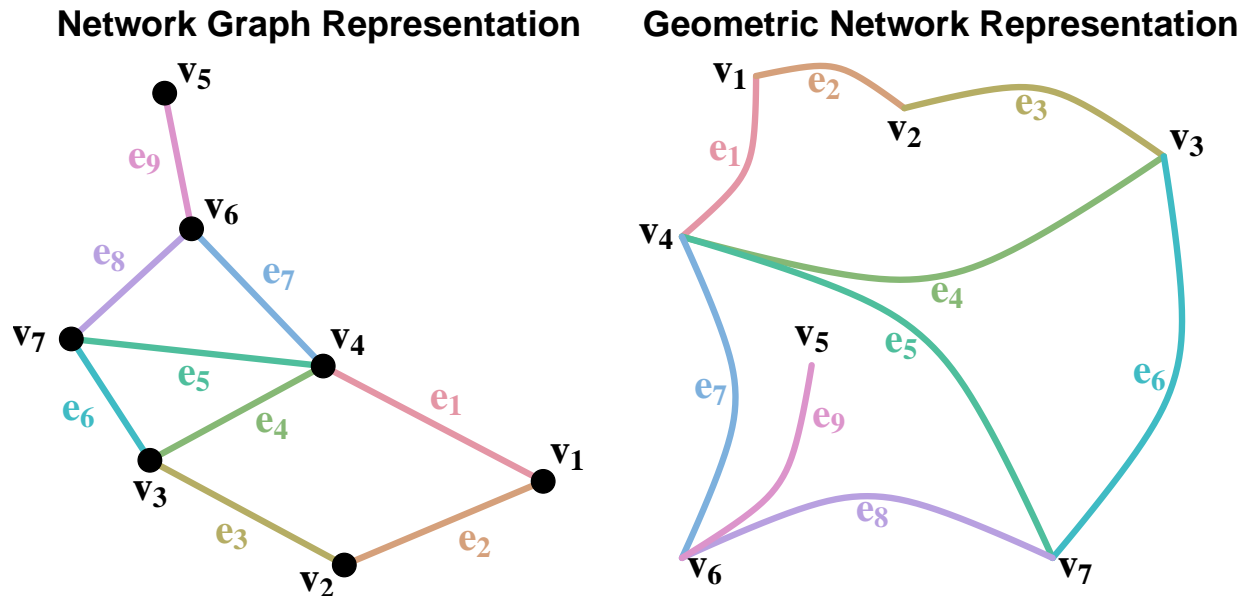 Network Graph Representation
v5
e9
v6
e8
e7
v7
v4
e5
e6
e4
e1
v3
v1
e3
e2
v2
Geometric Network Representation
v1
e2
v2
e3
v3
e1
v4
e4
e5
v5
e7
e6
e9
e8
v6
v7